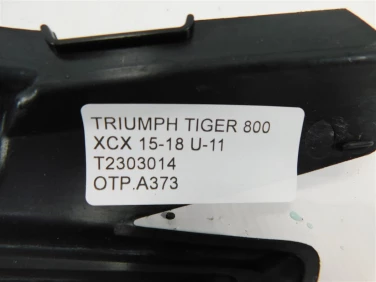 TRIUMPH TIGER 800
XCX 15-18 U-11
T2303014
OTP.A373